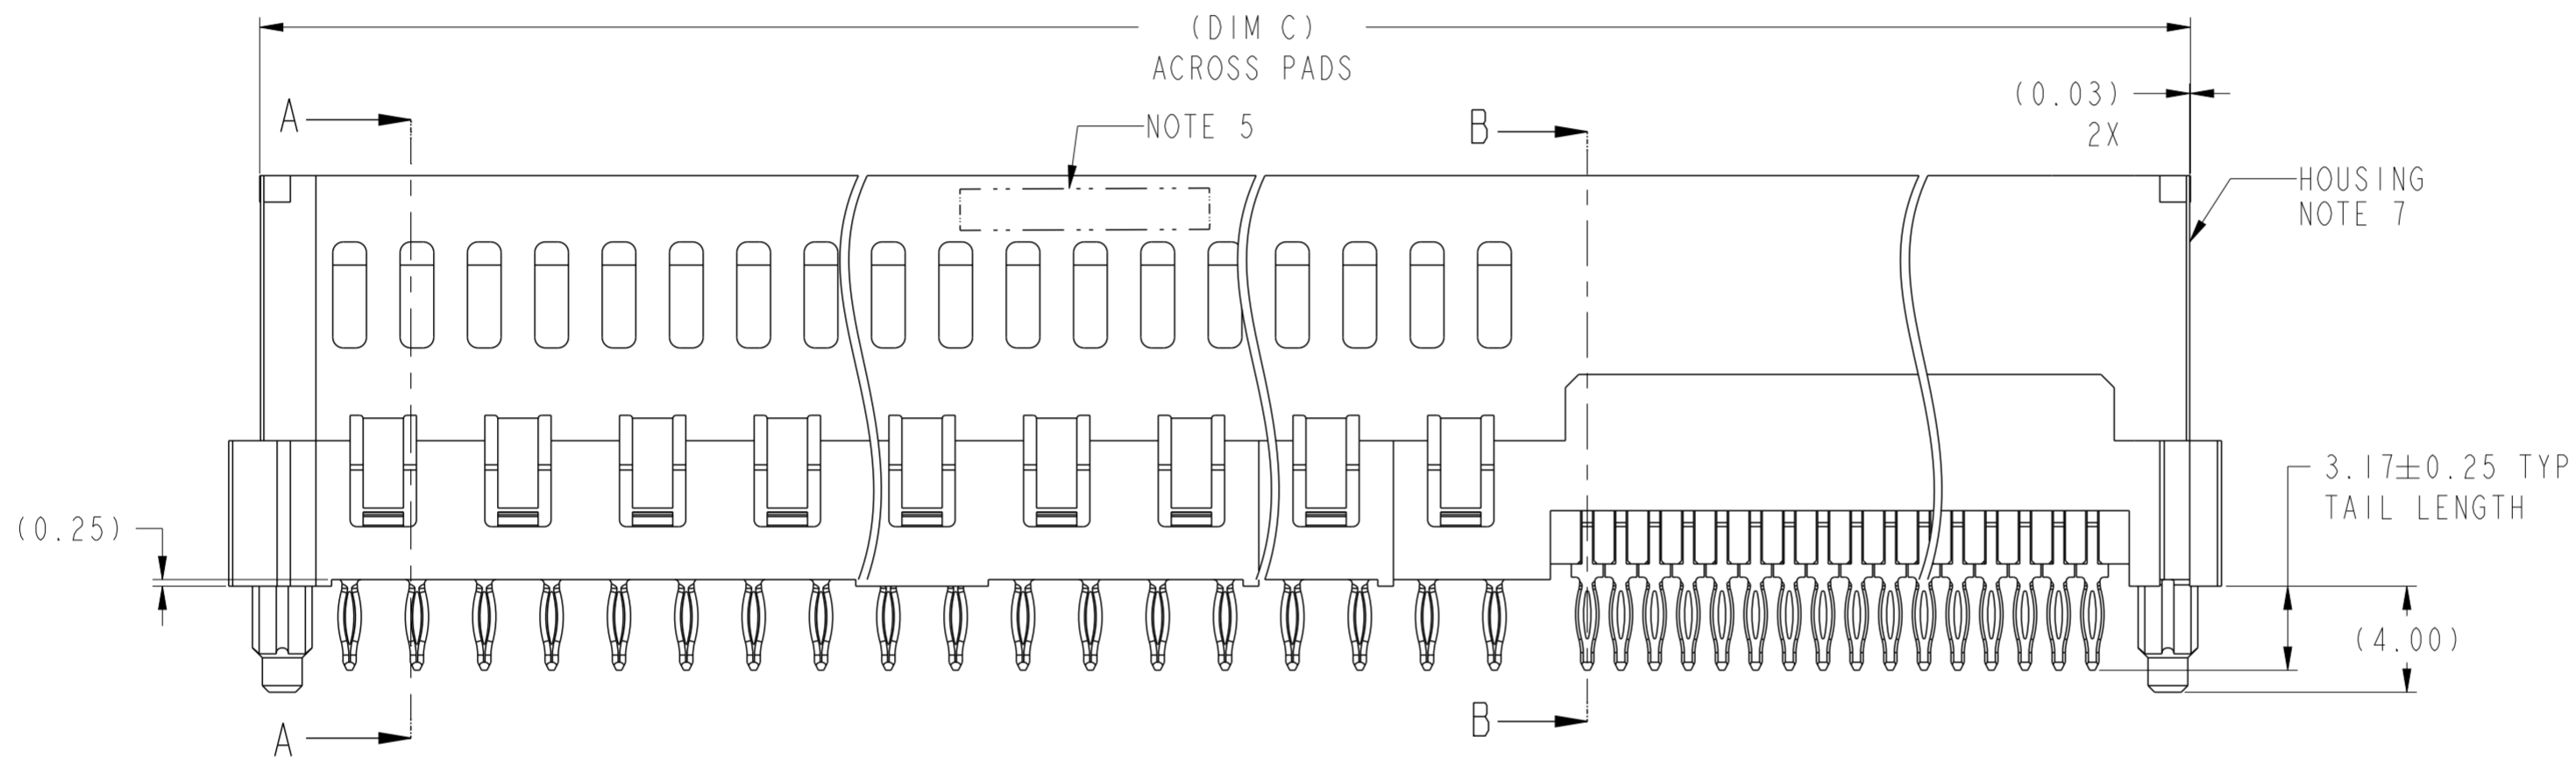 (DIM C)
ACROSS PADS
(0.03)
2X
A
NOTE 5
B
HOUSING
NOTE 7
3.17±0.25 TYP
TAIL LENGTH
(0.25)
(4.00)
B
A